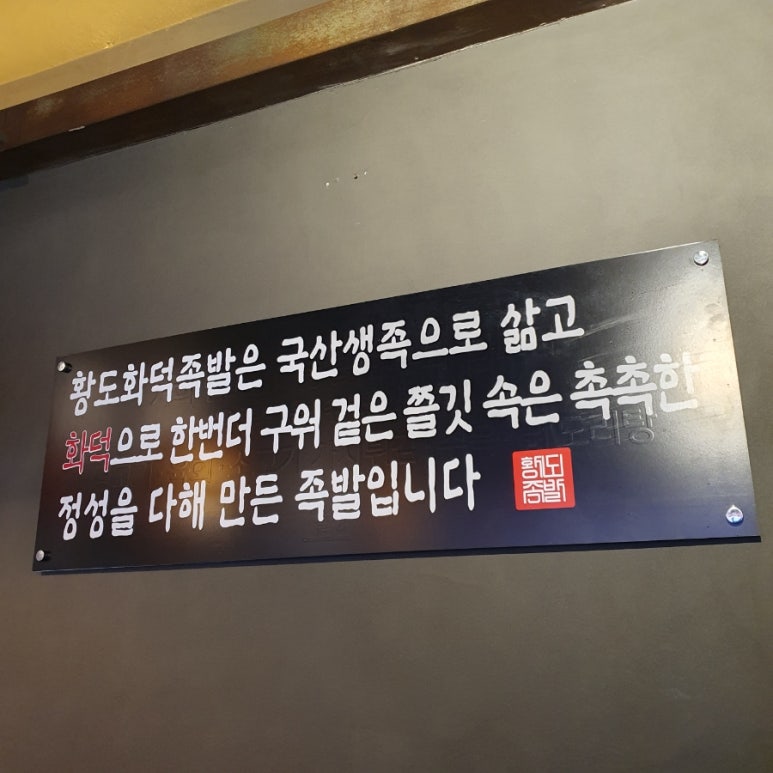 황도화덕족발은 국산생족으로 삶고
화덕으로 한번더 구워 겉은 쫄깃 속은 촉촉한
정성을 다해 만든 족발입니다
황도
족발